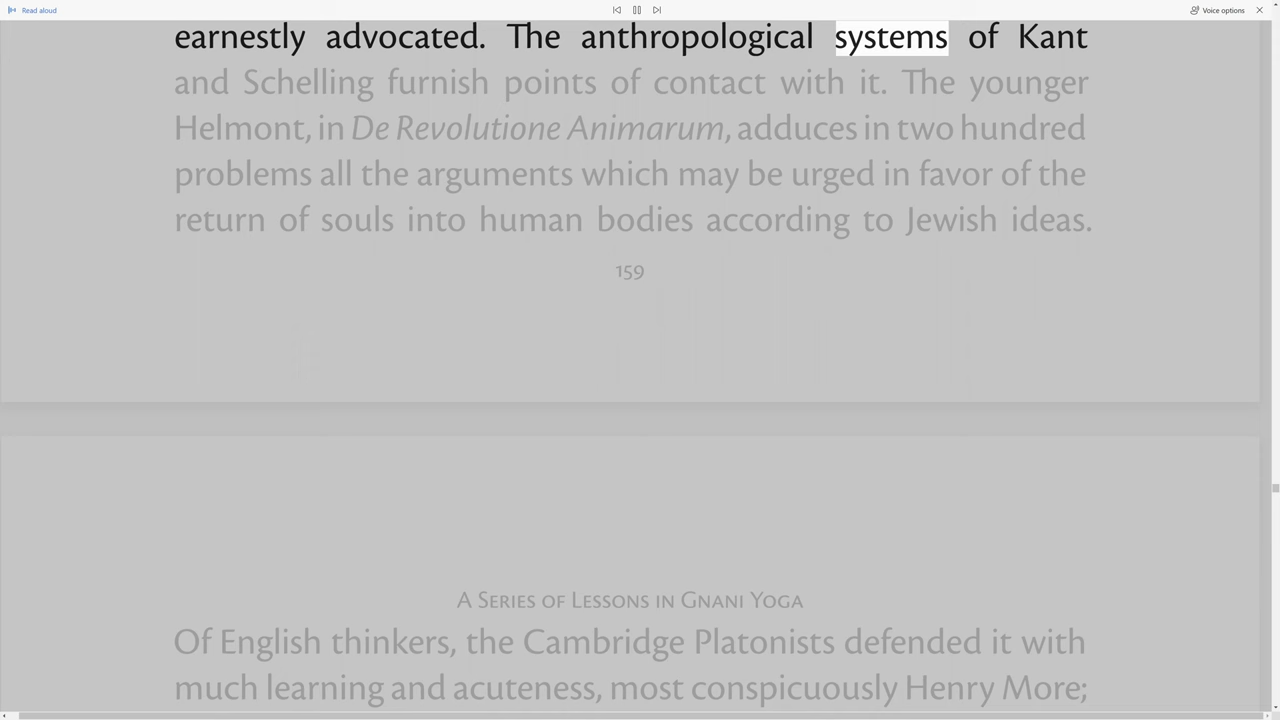 Read aloud
Voice options
earnestly advocated. The anthropological systems of Kant
and Schelling furnish points of contact with it. The younger
Helmont, in De Revolutione Animarum, adduces in two hundred
problems all the arguments which may be urged in favor of the
return of souls into human bodies according to Jewish ideas.
159
A Series of Lessons in Gnani Yoga
Of English thinkers, the Cambridge Platonists defended it with
much learning and acuteness, most conspicuously Henry More;